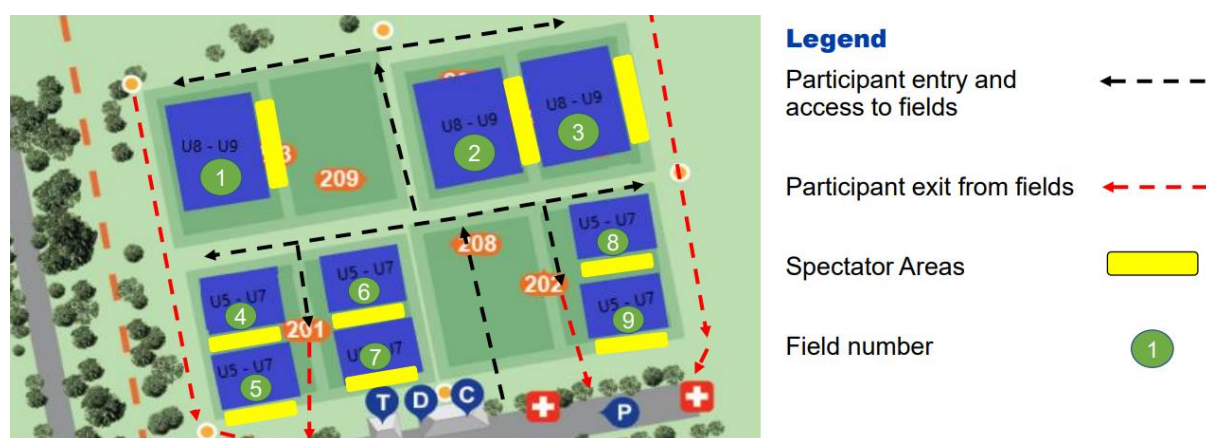 U8 - U9
1
209
U8 - U9
2
U8 - U9
3
208
U5 - U7
4
U5 - U7
5
201
U5 - U7
6
7
202
U5 - U7
8
U5 - U7
9
T
D
C
P
Legend
Participant entry and
access to fields
Participant exit from fields
Spectator Areas
Field number
1